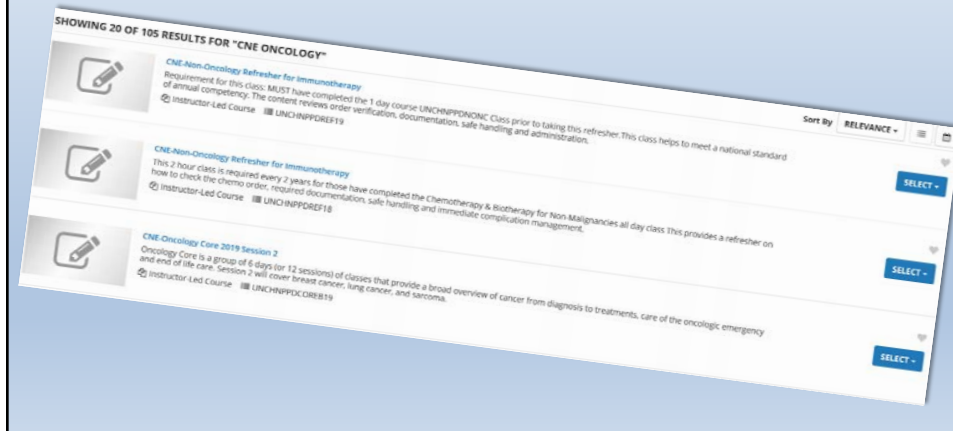 SHOWING 20 OF 105 RESULTS FOR "CNE ONCOLOGY"
Sort By RELEVANCE
CNE-Non-Oncology Refresher for Immunotherapy
Requirement for this class: MUST have completed the 1 day course UNCHNPPDNONC Class prior to taking this refresher.This class helps to meet a national standard
of annual competency. The content reviews order verification, documentation, safe handling and administration.
Instructor-Led Course UNCHNPPDREF19
SELECT
CNE-Non-Oncology Refresher for Immunotherapy
This 2 hour class is required every 2 years for those have completed the Chemotherapy & Biotherapy for Non-Malignancies all day class This provides a refresher on
how to check the chemo order, required documentation, safe handling and immediate complication management.
Instructor-Led Course UNCHNPPDREF18
SELECT
CNE-Oncology Core 2019 Session 2
Oncology Core is a group of 6 days (or 12 sessions) of classes that provide a broad overview of cancer from diagnosis to treatments, care of the oncologic emergency
and end of life care. Session 2 will cover breast cancer, lung cancer, and sarcoma.
Instructor-Led Course UNCHNPPDCOREB19
SELECT